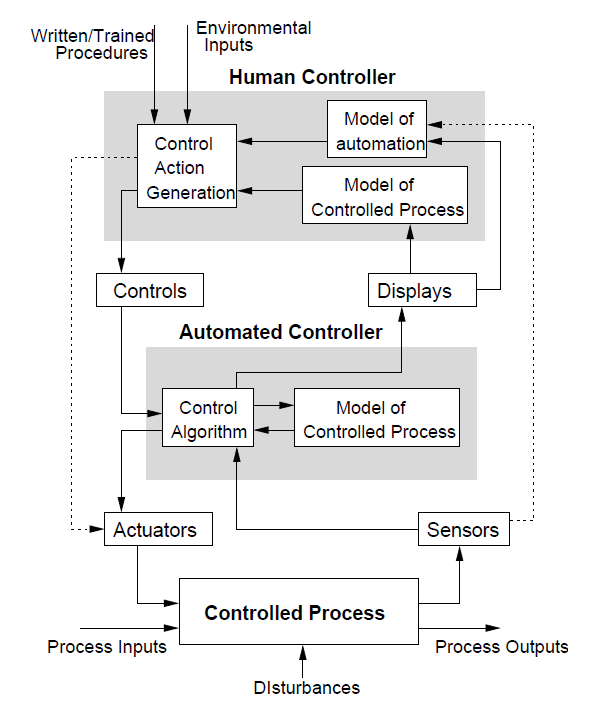 Written/Trained
Procedures
Environmental
Inputs
Human Controller
Control
Action
Generation
Model of
automation
Model of
Controlled Process
Controls
Displays
Automated Controller
Control
Algorithm
Model of
Controlled Process
Actuators
Sensors
Controlled Process
Process Inputs
Process Outputs
DIsturbances